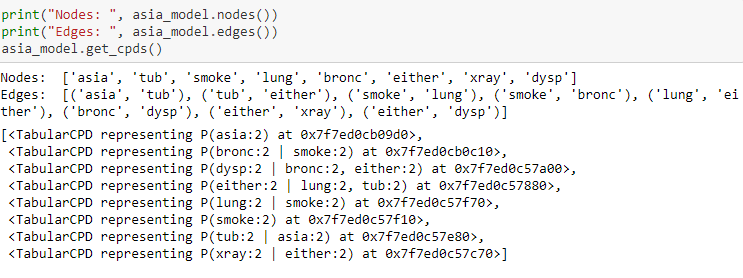 print("Nodes: ", asia_model.nodes())
print("Edges: ", asia_model.edges())
asia_model.get_cpds()
Nodes:  ['asia', 'tub', 'smoke', 'lung', 'bronc', 'either', 'xray', 'dysp']
Edges:  [('asia', 'tub'), ('tub', 'either'), ('smoke', 'lung'), ('smoke', 'bronc'), ('lung', 'ei
ther'), ('bronc', 'dysp'), ('either', 'xray'), ('either', 'dysp')]
[<TabularCPD representing P(asia:2) at 0x7f7ed0cb09d0>,
 <TabularCPD representing P(bronc:2 | smoke:2) at 0x7f7ed0cb0c10>,
 <TabularCPD representing P(dysp:2 | bronc:2, either:2) at 0x7f7ed0c57a00>,
 <TabularCPD representing P(either:2 | lung:2, tub:2) at 0x7f7ed0c57880>,
 <TabularCPD representing P(lung:2 | smoke:2) at 0x7f7ed0c57f70>,
 <TabularCPD representing P(smoke:2) at 0x7f7ed0c57f10>,
 <TabularCPD representing P(tub:2 | asia:2) at 0x7f7ed0c57e80>,
 <TabularCPD representing P(xray:2 | either:2) at 0x7f7ed0c57c70>]